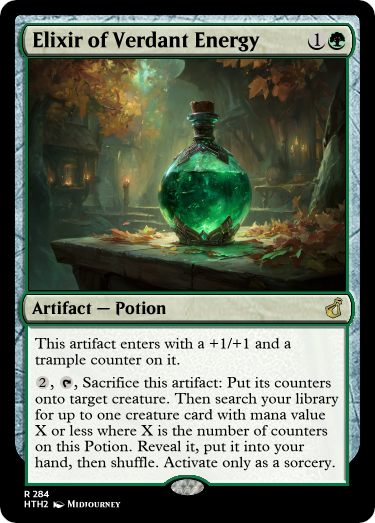 Elixir of Verdant Energy 1
Artifact — Potion
This artifact enters with a +1/+1 and a
trample counter on it.
2, , Sacrifice this artifact: Put its counters
onto target creature. Then search your library
for up to one creature card with mana value
X or less where X is the number of counters
on this Potion. Reveal it, put it into your
hand, then shuffle. Activate only as a sorcery.
R 284
HTH2 Midjourney